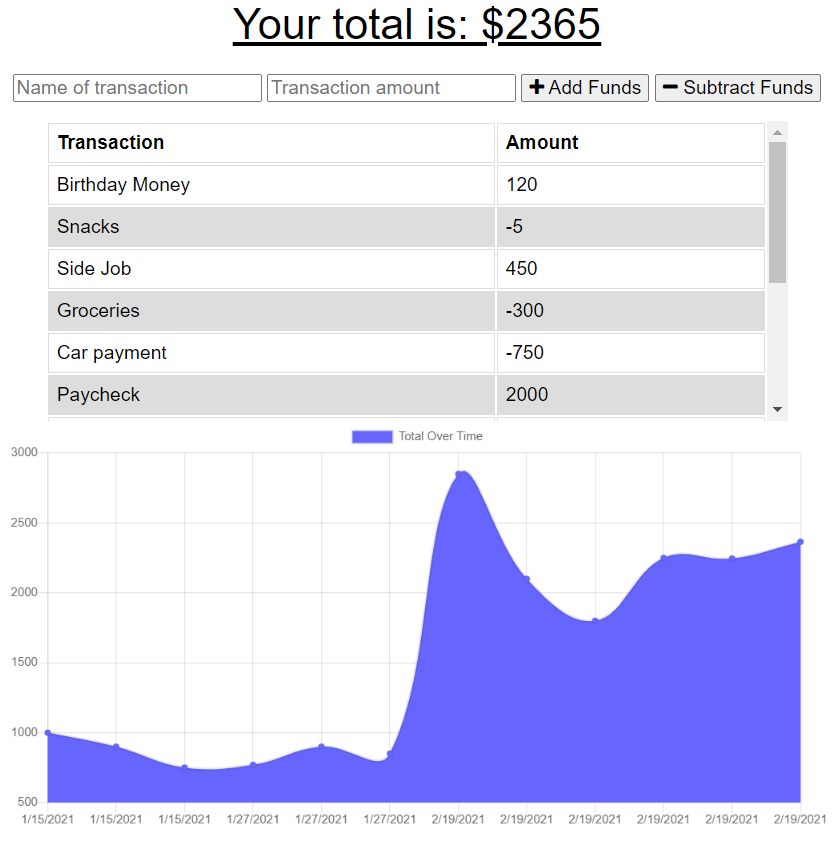 Your total is: $2365
Name of transaction Transaction amount Add Funds Subtract Funds
Transaction Amount
Birthday Money 120
Snacks -5
Side Job 450
Groceries -300
Car payment -750
Paycheck 2000
Total Over Time
3000
2500
2000
1500
1000
500
1/15/2021 1/15/2021 1/15/2021 1/27/2021 1/27/2021 1/27/2021 2/19/2021 2/19/2021 2/19/2021 2/19/2021 2/19/2021 2/19/2021